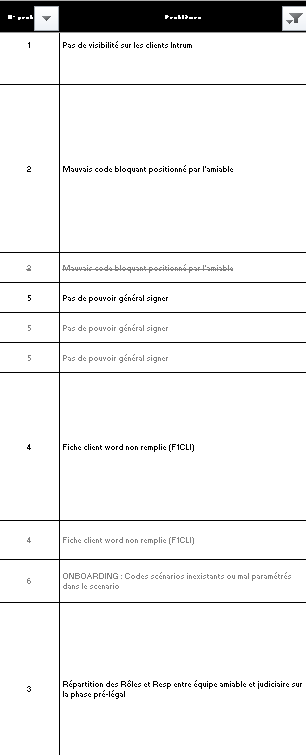 N° prob Problème
1 Pas de visibilité sur les clients Intrum
2 Mauvais code bloquant positionné par l'amiable
2 Mauvais code bloquant positionné par l'amiable
5 Pas de pouvoir général signer
5 Pas de pouvoir général signer
5 Pas de pouvoir général signer
4 Fiche client word non remplie (F1CLI)
4 Fiche client word non remplie (F1CLI)
6 ONBOARDING : Codes scénarios inexistants ou mal paramétrés
dans le scenario
3 Répartition des Rôles et Resp entre équipe amiable et judiciaire sur
la phase pré-légal